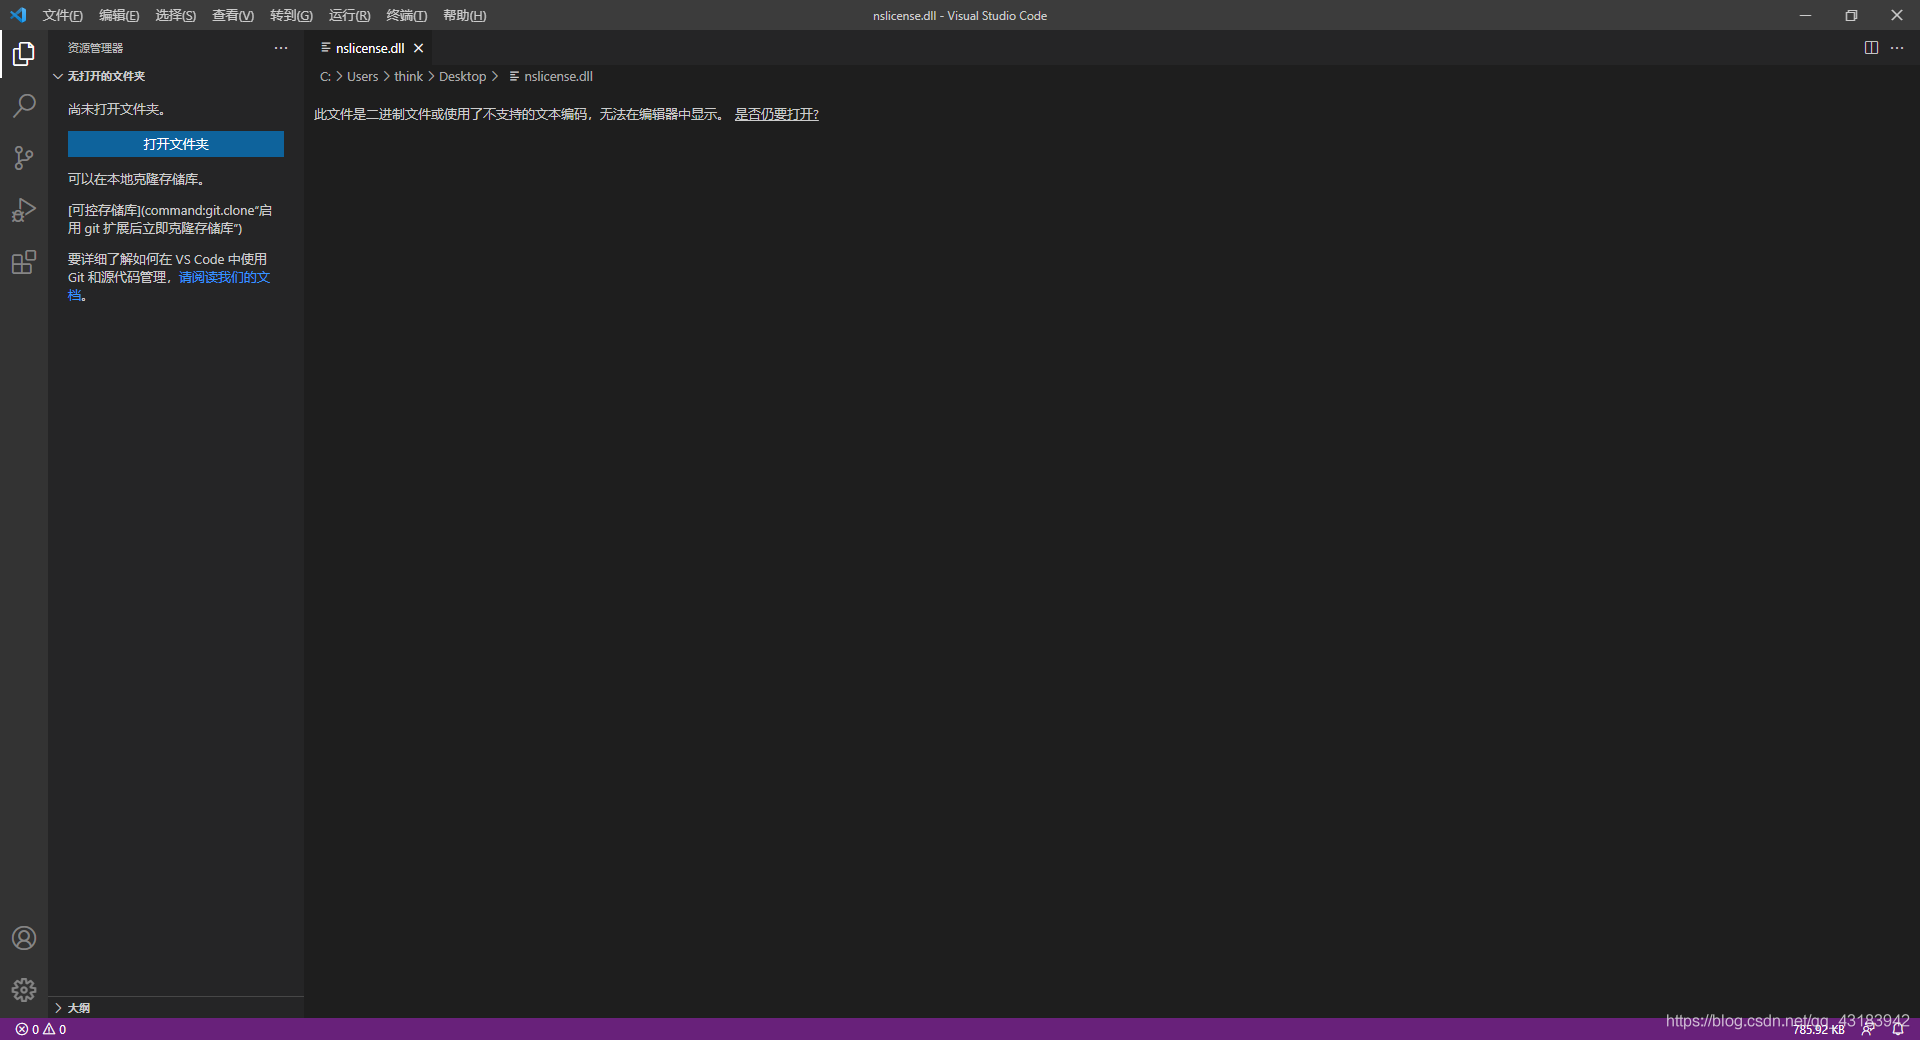 文件(F) 编辑(E) 选择(S) 查看(V) 转到(G) 运行(R) 终端(T) 帮助(H)
nslicense.dll - Visual Studio Code
资源管理器
无打开的文件夹
尚未打开文件夹。
打开文件夹
可以在本地克隆存储库。
[可控存储库](command:git.clone"启
用 git 扩展后立即克隆存储库")
要详细了解如何在 VS Code 中使用
Git 和源代码管理，请阅读我们的文
档。
大纲
nslicense.dll
C: > Users > think > Desktop > nslicense.dll
此文件是二进制文件或使用了不支持的文本编码，无法在编辑器中显示。 是否仍要打开?
0 0
785.92 KB
https://blog.csdn.net/qq_43183942